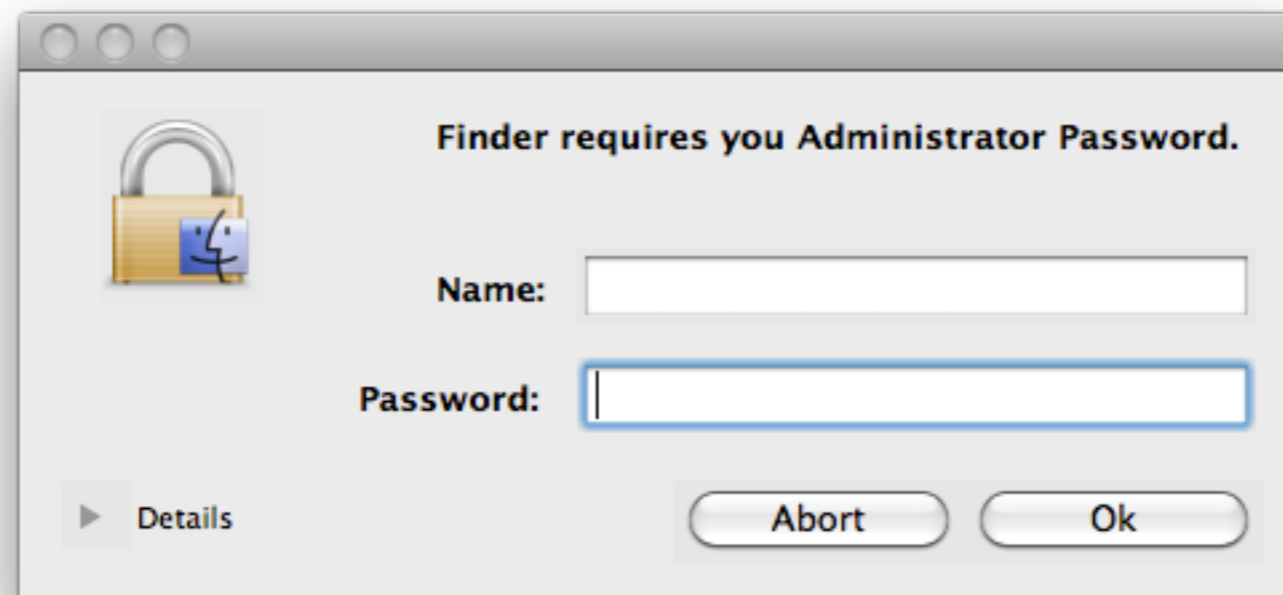 Finder requires you Administrator Password.
Name:
Password:
Details
Abort
Ok